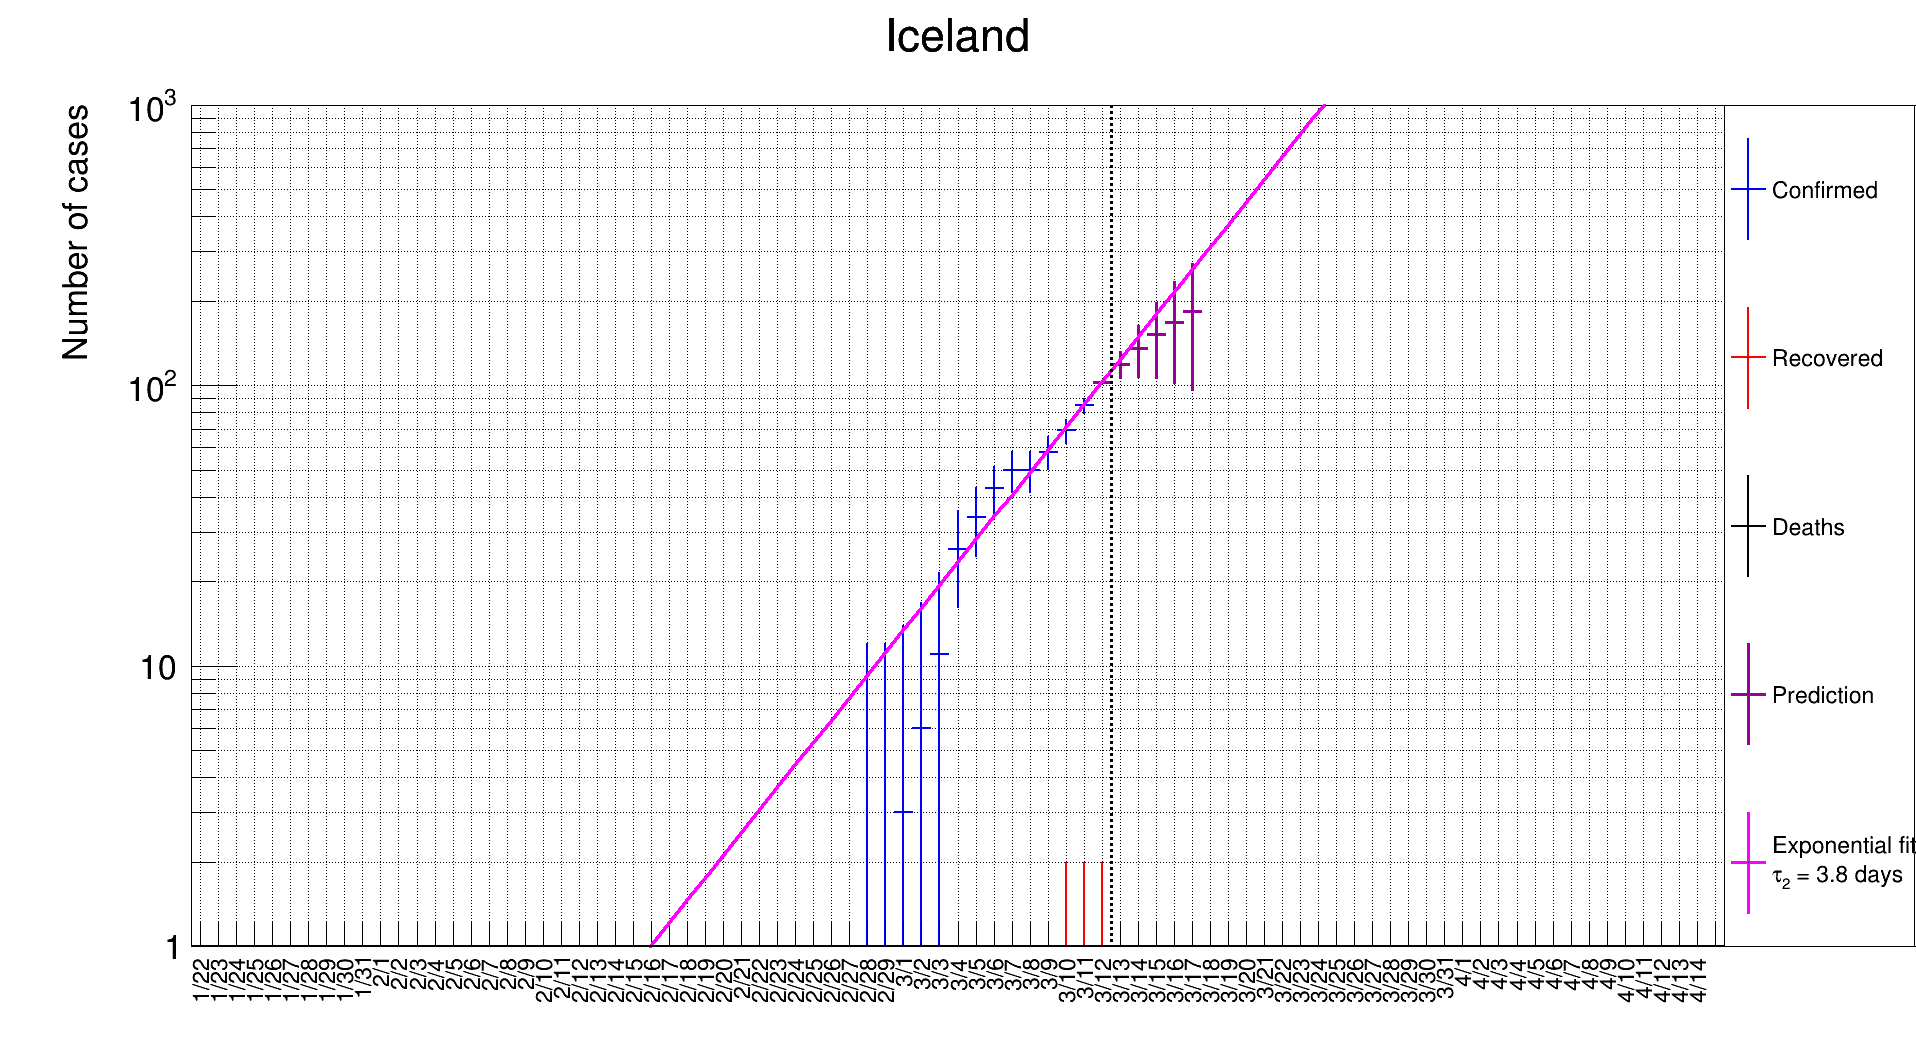 Iceland
Number of cases
10³
10²
10
1
1/22 1/23 1/24 1/25 1/26 1/27 1/28 1/29 1/30 1/31 2/1 2/2 2/3 2/4 2/5 2/6 2/7 2/8 2/9 2/10 2/11 2/12 2/13 2/14 2/15 2/16 2/17 2/18 2/19 2/20 2/21 2/22 2/23 2/24 2/25 2/26 2/27 2/28 2/29 3/1 3/2 3/3 3/4 3/5 3/6 3/7 3/8 3/9 3/10 3/11 3/12 3/13 3/14 3/15 3/16 3/17 3/18 3/19 3/20 3/21 3/22 3/23 3/24 3/25 3/26 3/27 3/28 3/29 3/30 3/31 4/1 4/2 4/3 4/4 4/5 4/6 4/7 4/8 4/9 4/10 4/11 4/12 4/13 4/14
Confirmed
Recovered
Deaths
Prediction
Exponential fit
τ₂ = 3.8 days